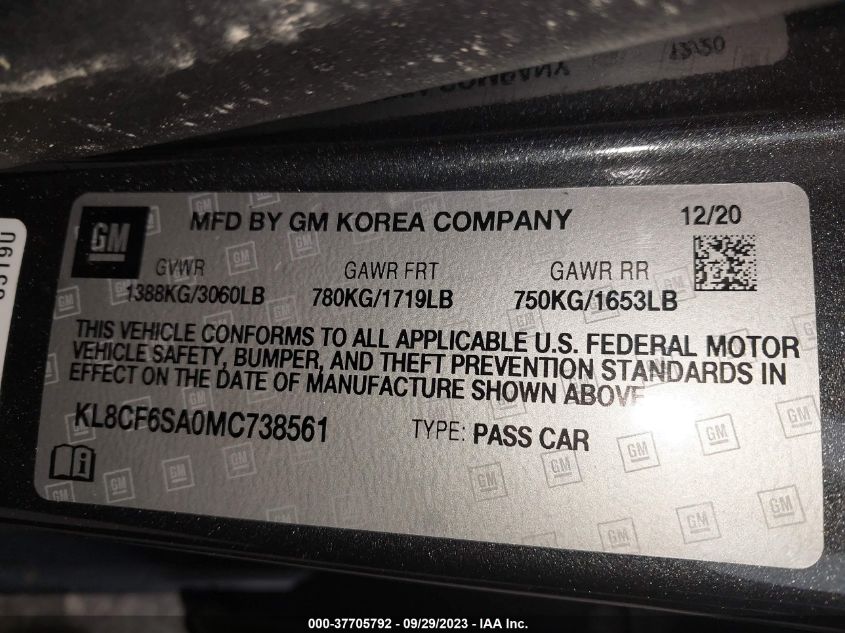 13150
COMPANY
GM
MFD BY GM KOREA COMPANY 12/20
GVWR GAWR FRT GAWR RR
1388KG/3060LB 780KG/1719LB 750KG/1653LB
THIS VEHICLE CONFORMS TO ALL APPLICABLE U.S. FEDERAL MOTOR
VEHICLE SAFETY, BUMPER, AND THEFT PREVENTION STANDARDS IN
EFFECT ON THE DATE OF MANUFACTURE SHOWN ABOVE
KL8CF6SA0MC738561 TYPE: PASS CAR
000-37705792 - 09/29/2023 - IAA Inc.